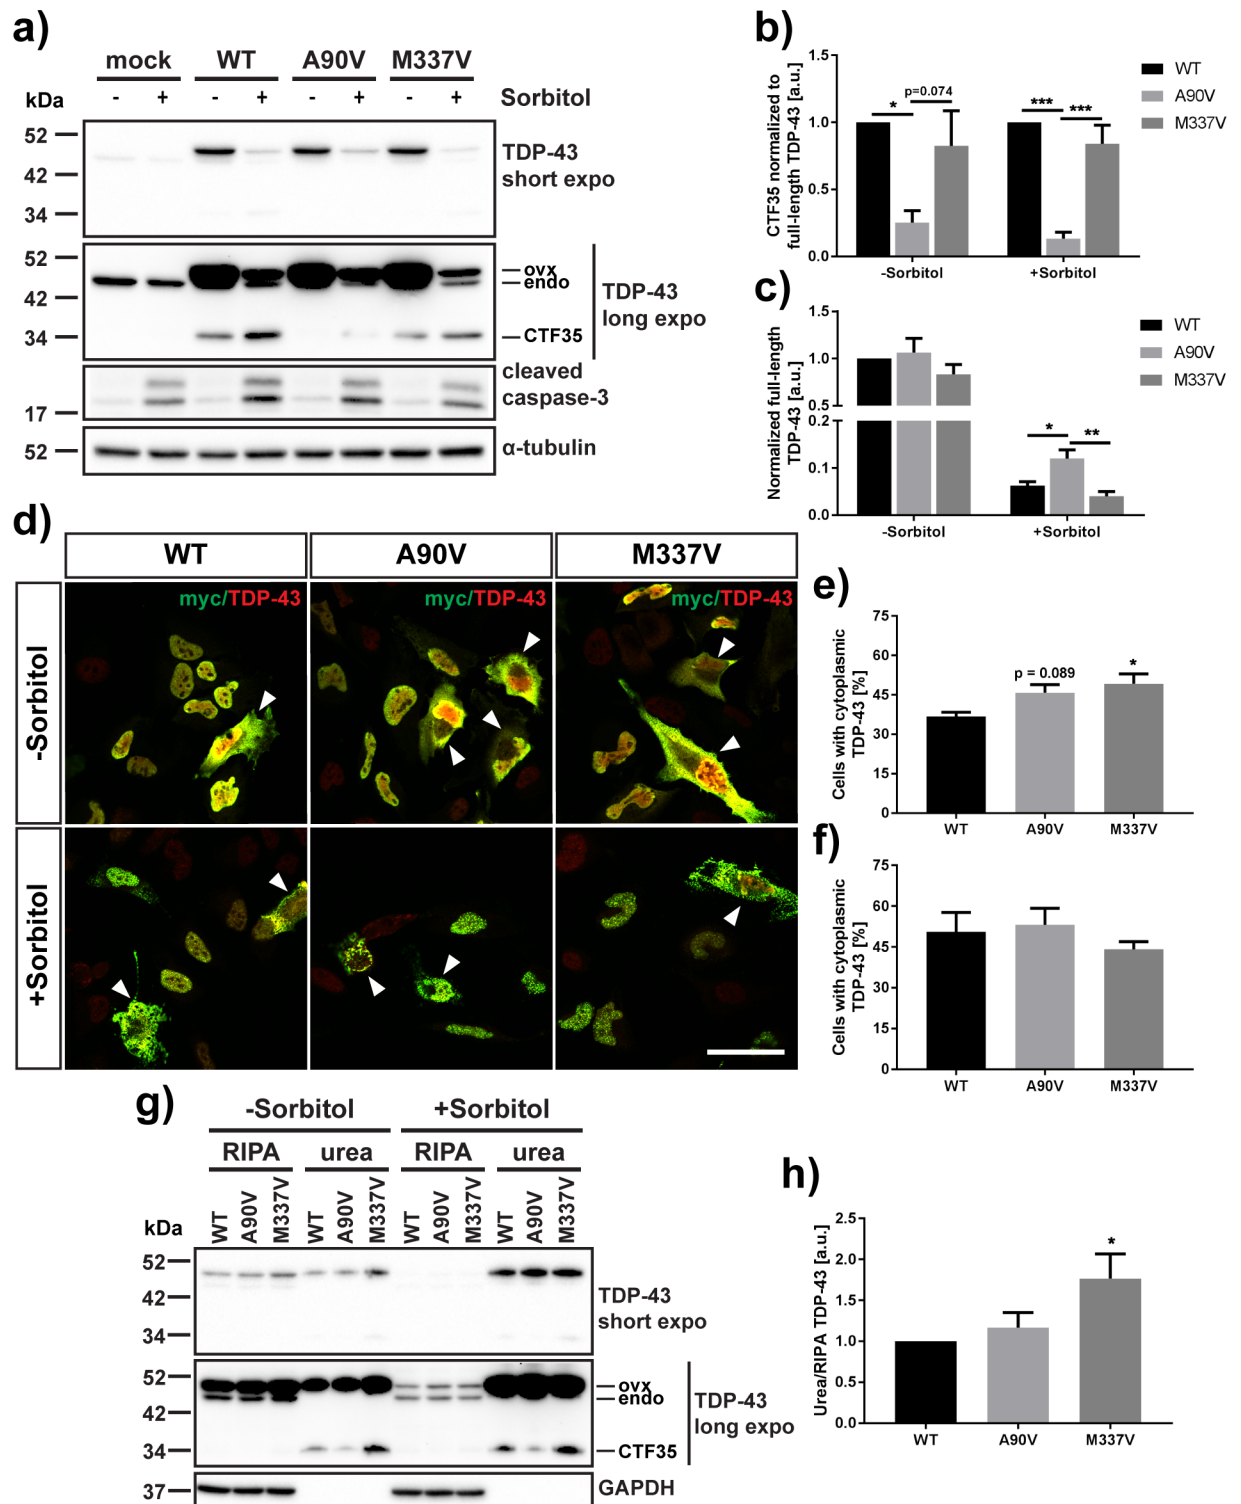 a)
mock WT A90V M337V
kDa - + - + - + - + Sorbitol
52
42
34
TDP-43
short expo
52
42
34
ovx
endo
CTF35
TDP-43
long expo
17
cleaved
caspase-3
52
α-tubulin
b)
CTF35 normalized to
full-length TDP-43 [a.u.]
1.5
1.0
0.5
0.0
* p=0.074 *** ***
-Sorbitol +Sorbitol
WT
A90V
M337V
c)
Normalized full-length
TDP-43 [a.u.]
1.5
1.0
0.5
0.2
0.1
0.0
* **
-Sorbitol +Sorbitol
WT
A90V
M337V
d)
WT A90V M337V
-Sorbitol
myc/TDP-43 myc/TDP-43 myc/TDP-43
+Sorbitol
e)
Cells with cytoplasmic
TDP-43 [%]
75
60
45
30
15
0
p = 0.089 *
WT A90V M337V
f)
Cells with cytoplasmic
TDP-43 [%]
75
60
45
30
15
0
WT A90V M337V
g)
-Sorbitol +Sorbitol
RIPA urea RIPA urea
kDa WT A90V M337V WT A90V M337V WT A90V M337V WT A90V M337V
52
42
34
TDP-43
short expo
52
42
34
ovx
endo
CTF35
TDP-43
long expo
37
GAPDH
h)
Urea/RIPA TDP-43 [a.u.]
2.5
2.0
1.5
1.0
0.5
0.0
*
WT A90V M337V